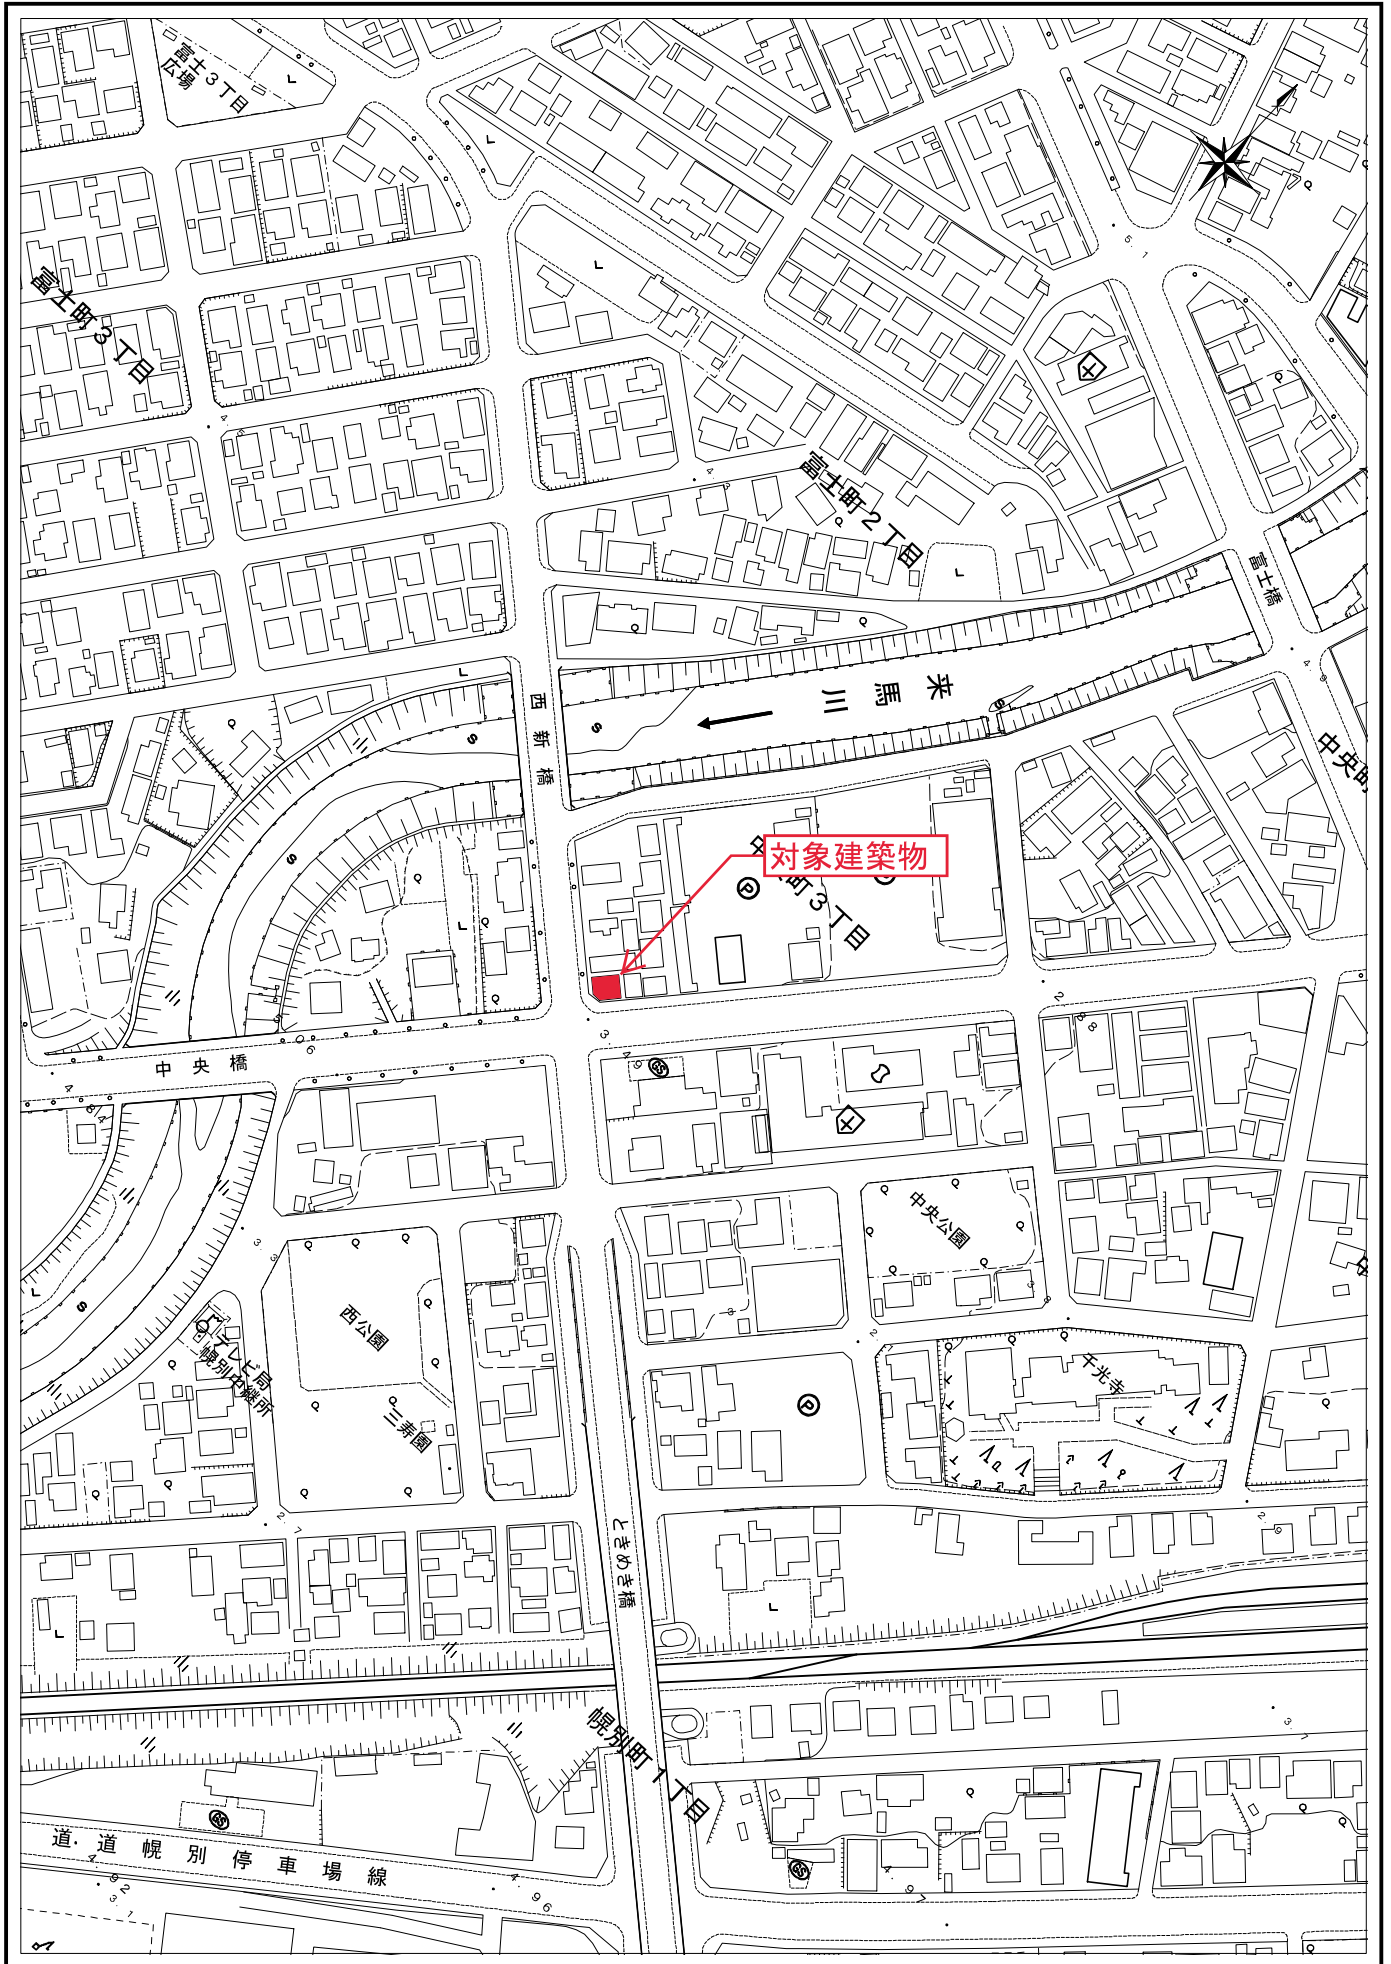 富士3丁目
広場
富士町3丁目
富士町2丁目
富士橋
西新橋
来馬川
中央町
対象建築物
町3丁目
P
中央橋
GS
中央公園
西公園
三寿園
テレビ局
幌別中継所
千光寺
P
ときめき橋
幌別町1丁目
GS
道.道幌別停車場線
GS